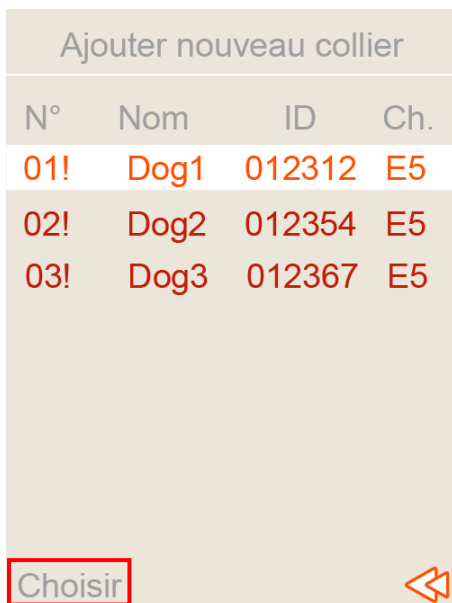 Ajouter nouveau collier
N° Nom ID Ch.
01! Dog1 012312 E5
02! Dog2 012354 E5
03! Dog3 012367 E5
Choisir